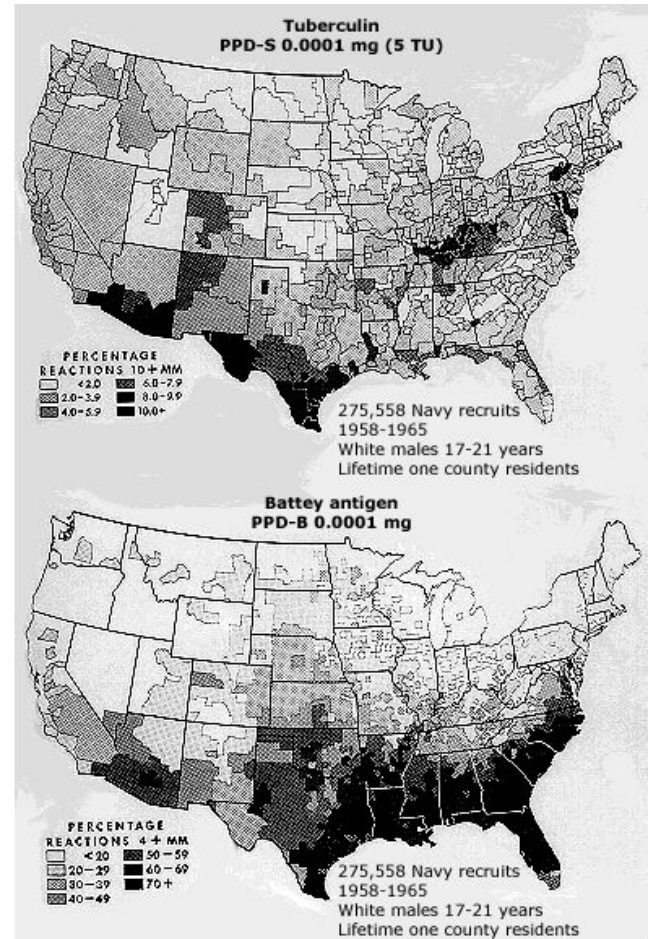 Tuberculin
PPD-S 0.0001 mg (5 TU)
PERCENTAGE
REACTIONS 10+MM
<2.0
2.0-3.9
4.0-5.9
6.0-7.9
8.0-9.9
10.0+
275,558 Navy recruits
1958-1965
White males 17-21 years
Lifetime one county residents
Battey antigen
PPD-B 0.0001 mg
PERCENTAGE
REACTIONS 4+MM
<20
20-29
30-39
40-49
50-59
60-69
70+
275,558 Navy recruits
1958-1965
White males 17-21 years
Lifetime one county residents